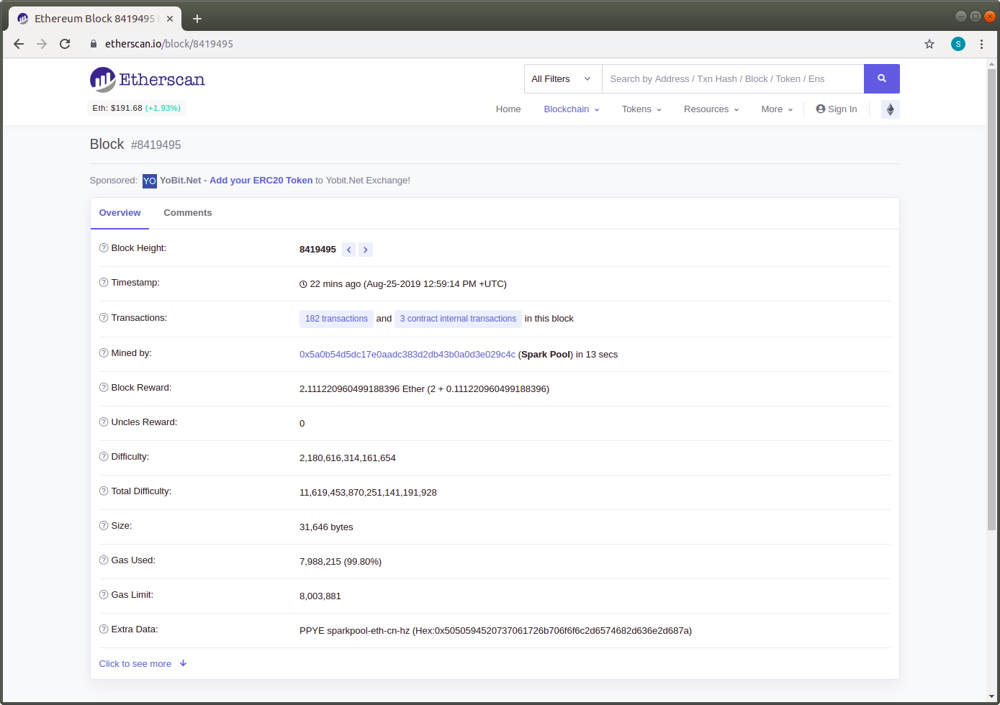 Ethereum Block 8419495
etherscan.io/block/8419495
S
Etherscan
All Filters
Search by Address / Txn Hash / Block / Token / Ens
Eth: $191.68 (+1.93%)
Home Blockchain Tokens Resources More Sign In
Block #8419495
Sponsored: YO YoBit.Net - Add your ERC20 Token to Yobit.Net Exchange!
Overview Comments
Block Height: 8419495
Timestamp: 22 mins ago (Aug-25-2019 12:59:14 PM +UTC)
Transactions: 182 transactions and 3 contract internal transactions in this block
Mined by: 0x5a0b54d5dc17e0aadc383d2db43b0a0d3e029c4c (Spark Pool) in 13 secs
Block Reward: 2.111220960499188396 Ether (2 + 0.111220960499188396)
Uncles Reward: 0
Difficulty: 2,180,616,314,161,654
Total Difficulty: 11,619,453,870,251,141,191,928
Size: 31,646 bytes
Gas Used: 7,988,215 (99.80%)
Gas Limit: 8,003,881
Extra Data: PPYE sparkpool-eth-cn-hz (Hex:0x5050594520737061726b706f6f6c2d6574682d636e2d687a)
Click to see more